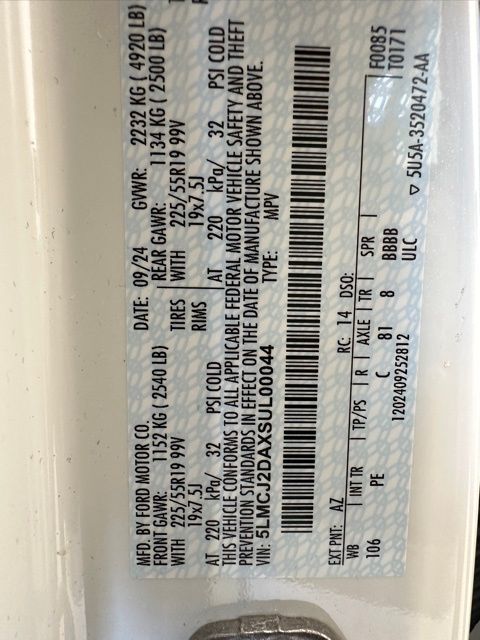 MFD. BY FORD MOTOR CO. DATE: 09/24 GVWR: 2232 KG ( 4920 LB)
FRONT GAWR: 1152 KG ( 2540 LB) REAR GAWR: 1134 KG ( 2500 LB)
WITH 225/55R19 99V TIRES WITH 225/55R19 99V
19x7.5J RIMS 19x7.5J
AT 220 kPa/ 32 PSI COLD AT 220 kPa/ 32 PSI COLD
THIS VEHICLE CONFORMS TO ALL APPLICABLE FEDERAL MOTOR VEHICLE SAFETY AND THEFT
PREVENTION STANDARDS IN EFFECT ON THE DATE OF MANUFACTURE SHOWN ABOVE.
VIN: 5LMCJ2DAXSUL00044 TYPE: MPV
F0085
T0171
EXT PNT: AZ RC: 14 DSO:
WB INT TR TP/PS R AXLE TR SPR
106 PE C 81 8 BBBB
1202409252812 ULC
▽ 5U5A-3520472-AA